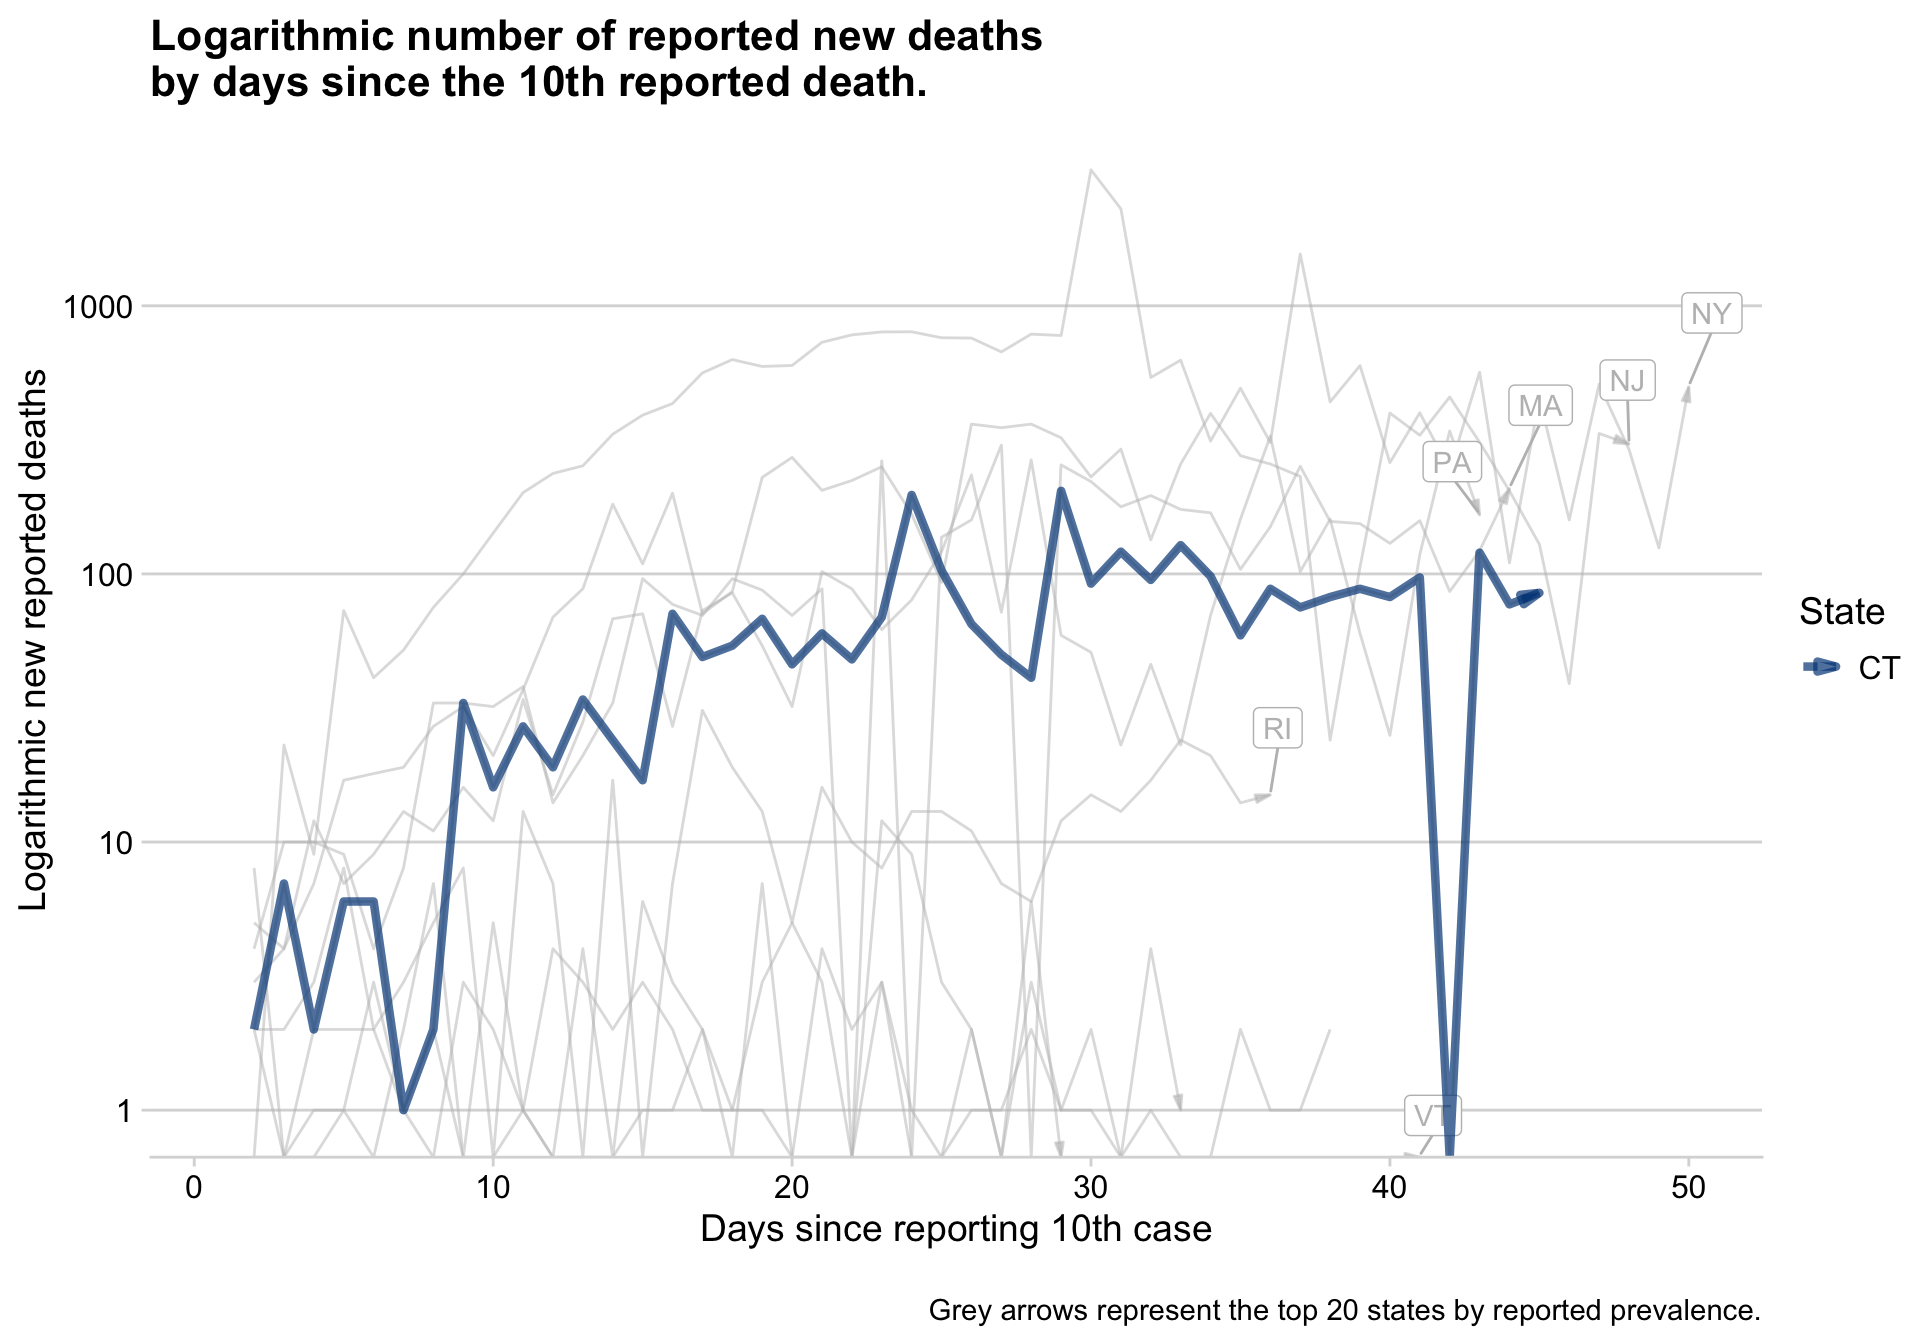 Logarithmic number of reported new deaths
by days since the 10th reported death.
Logarithmic new reported deaths
1000
100
10
1
NY
NJ
MA
PA
RI
VT
State
CT
0
10
20
30
40
50
Days since reporting 10th case
Grey arrows represent the top 20 states by reported prevalence.